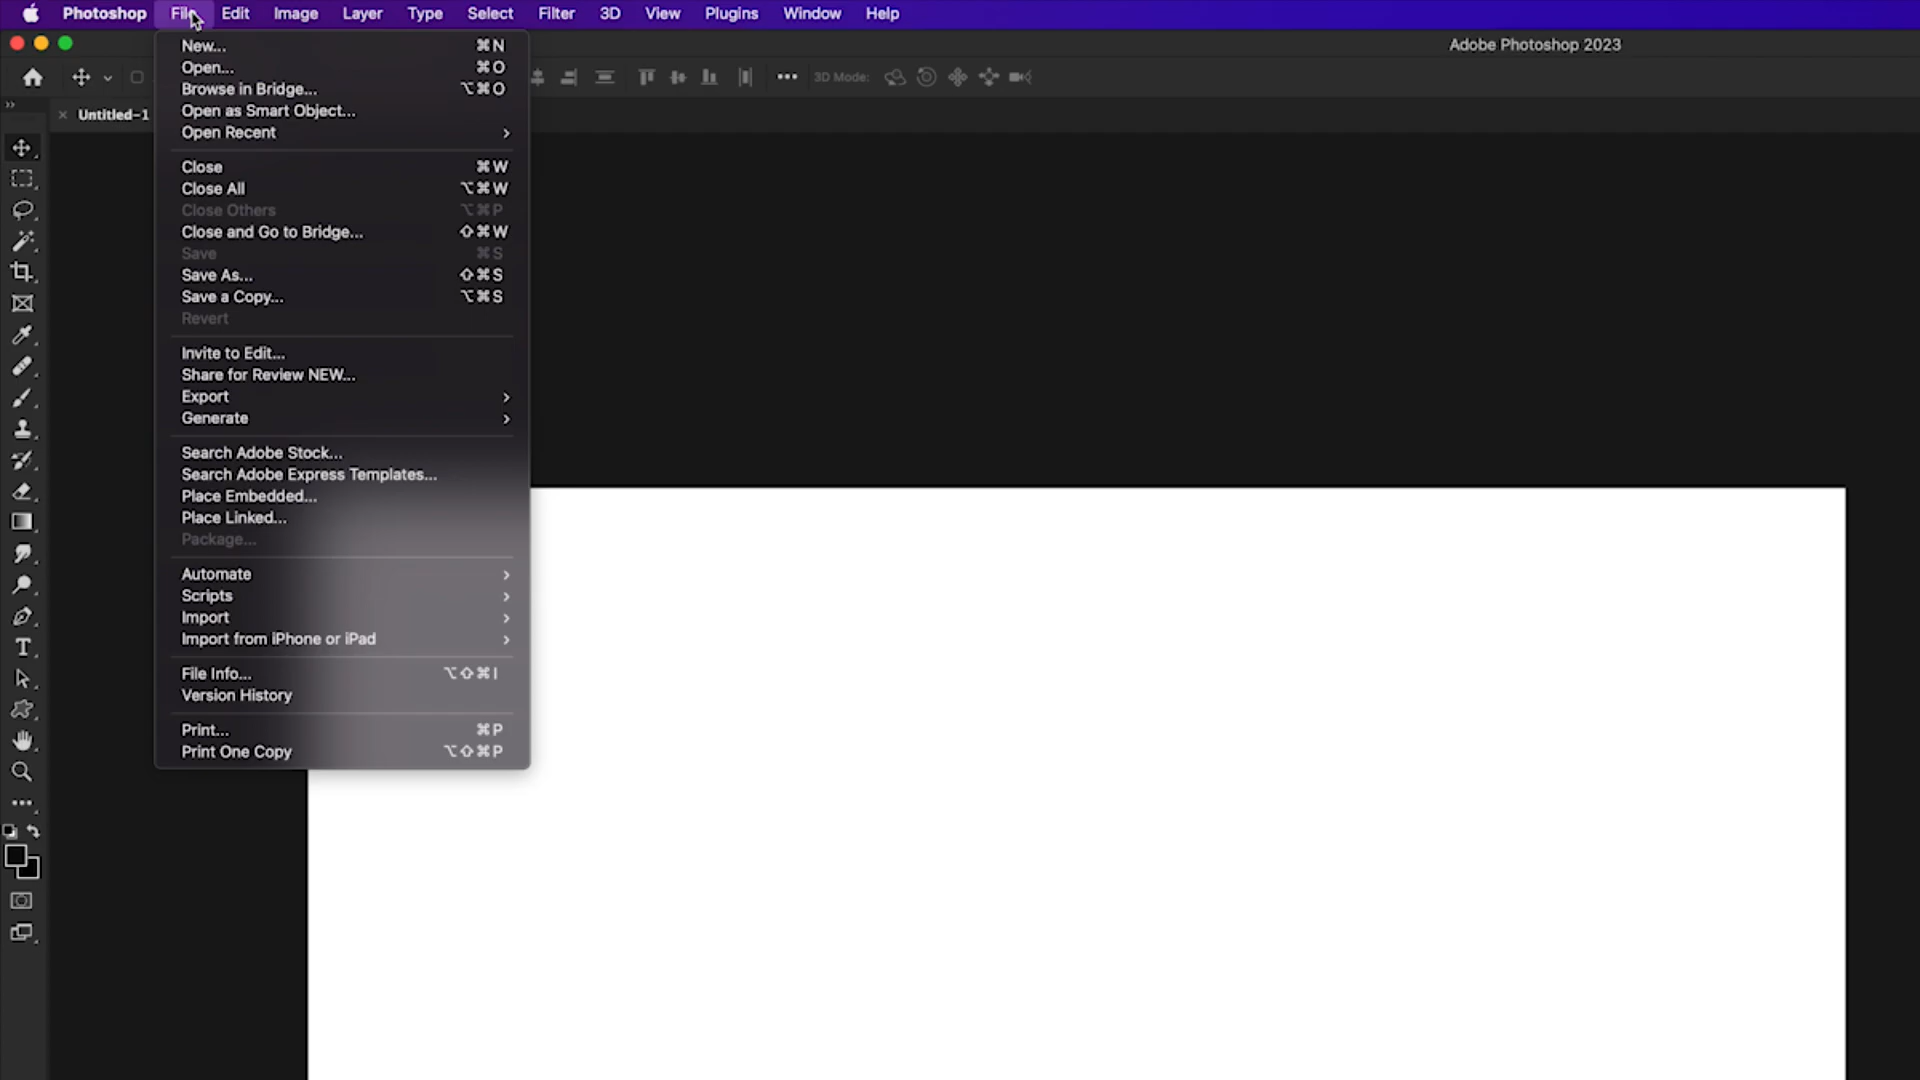 Photoshop File Edit Image Layer Type Select Filter 3D View Plugins Window Help
Adobe Photoshop 2023
3D Mode:
Untitled-1
New... ⌘N
Open... ⌘O
Browse in Bridge... ⌥⌘O
Open as Smart Object...
Open Recent
Close ⌘W
Close All ⌥⌘W
Close Others ⌥⌘P
Close and Go to Bridge... ⇧⌘W
Save ⌘S
Save As... ⇧⌘S
Save a Copy... ⌥⌘S
Revert
Invite to Edit...
Share for Review NEW...
Export
Generate
Search Adobe Stock...
Search Adobe Express Templates...
Place Embedded...
Place Linked...
Package...
Automate
Scripts
Import
Import from iPhone or iPad
File Info... ⌥⇧⌘I
Version History
Print... ⌘P
Print One Copy ⌥⇧⌘P